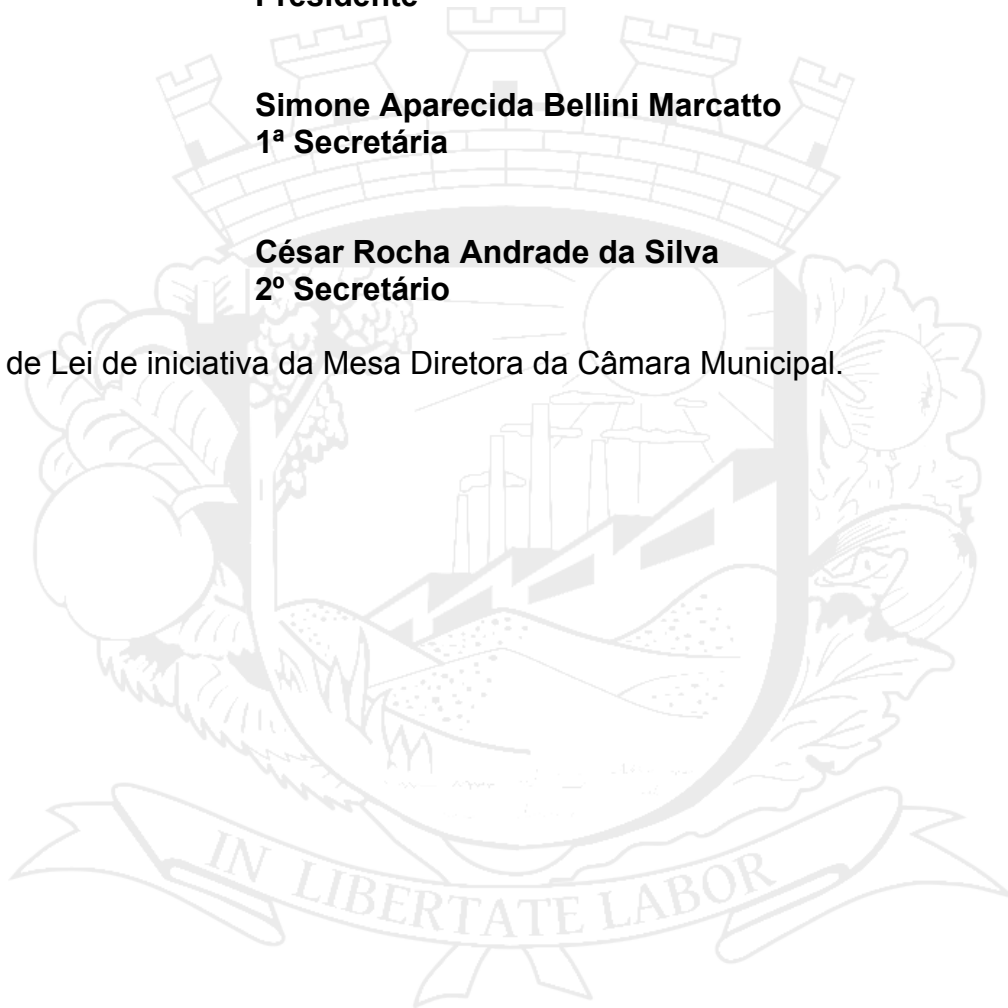 Presidente
Simone Aparecida Bellini Marcatto
1ª Secretária
César Rocha Andrade da Silva
2º Secretário
de Lei de iniciativa da Mesa Diretora da Câmara Municipal.
IN LIBERTATE LABOR